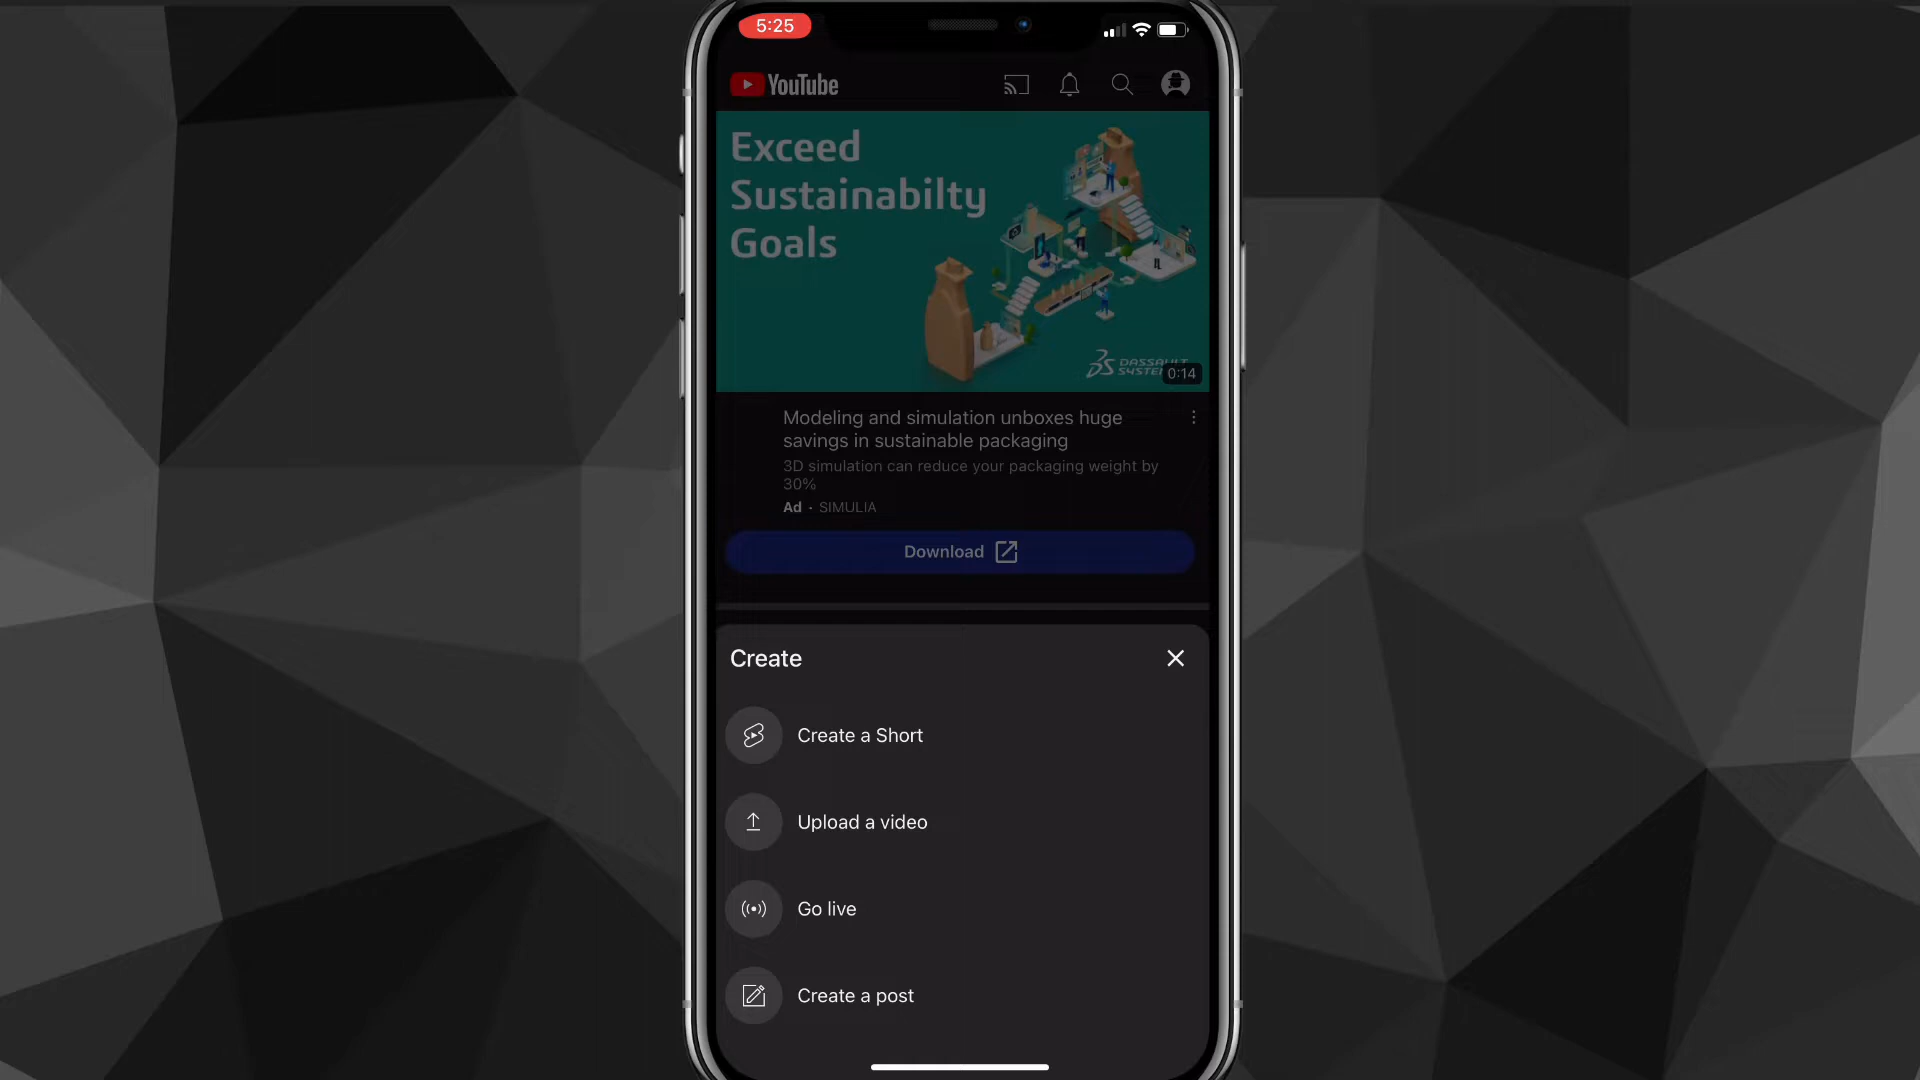 5:25
YouTube
Exceed
Sustainabilty
Goals
DASSAULT
SYSTEM
0:14
Modeling and simulation unboxes huge
savings in sustainable packaging
3D simulation can reduce your packaging weight by
30%
Ad · SIMULIA
Download
Create
Create a Short
Upload a video
Go live
Create a post